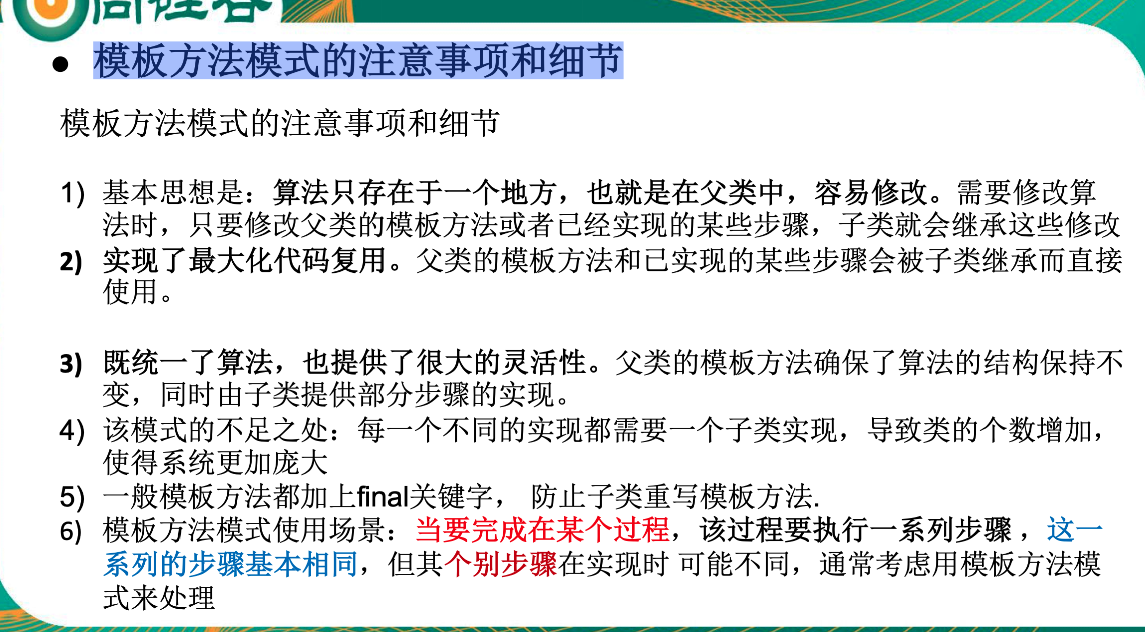 ● 模板方法模式的注意事项和细节
模板方法模式的注意事项和细节
1) 基本思想是：算法只存在于一个地方，也就是在父类中，容易修改。需要修改算
法时，只要修改父类的模板方法或者已经实现的某些步骤，子类就会继承这些修改
2) 实现了最大化代码复用。父类的模板方法和已实现的某些步骤会被子类继承而直接
使用。
3) 既统一了算法，也提供了很大的灵活性。父类的模板方法确保了算法的结构保持不
变，同时由子类提供部分步骤的实现。
4) 该模式的不足之处：每一个不同的实现都需要一个子类实现，导致类的个数增加，
使得系统更加庞大
5) 一般模板方法都加上final关键字， 防止子类重写模板方法.
6) 模板方法模式使用场景：当要完成在某个过程，该过程要执行一系列步骤 ，这一
系列的步骤基本相同，但其个别步骤在实现时 可能不同，通常考虑用模板方法模
式来处理